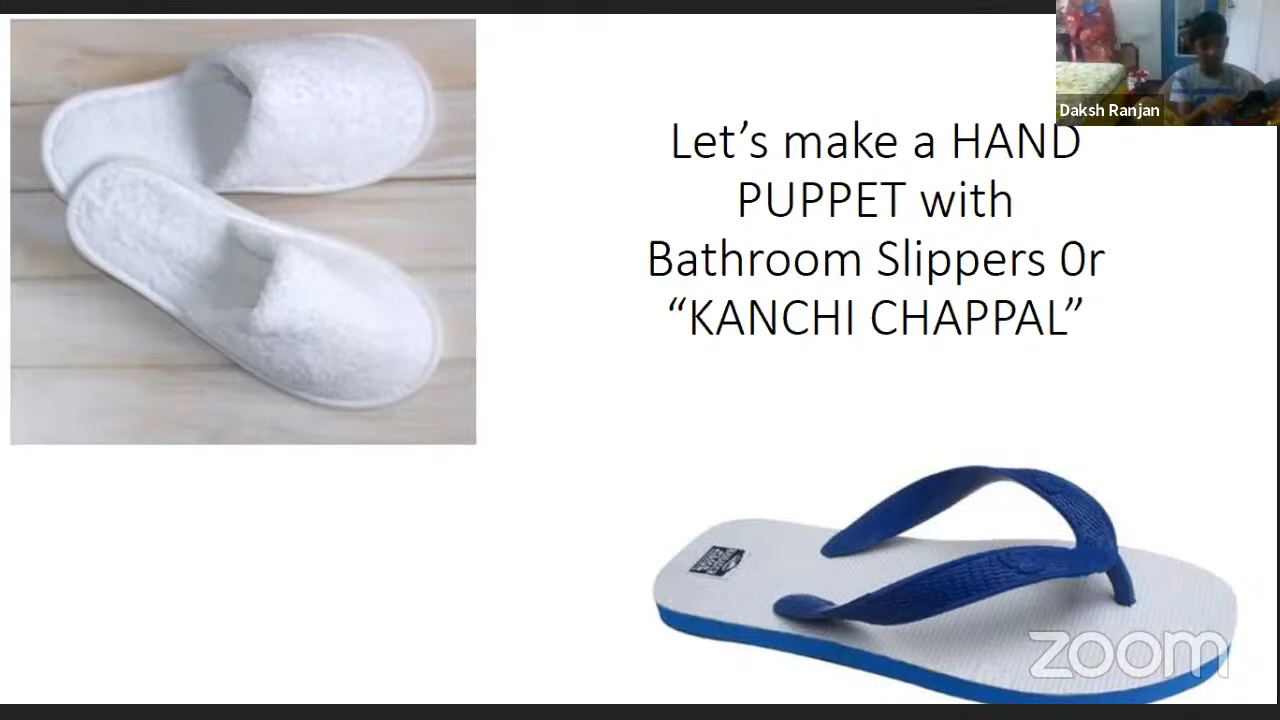 Daksh Ranjan
Let’s make a HAND
PUPPET with
Bathroom Slippers 0r
“KANCHI CHAPPAL”
zoom